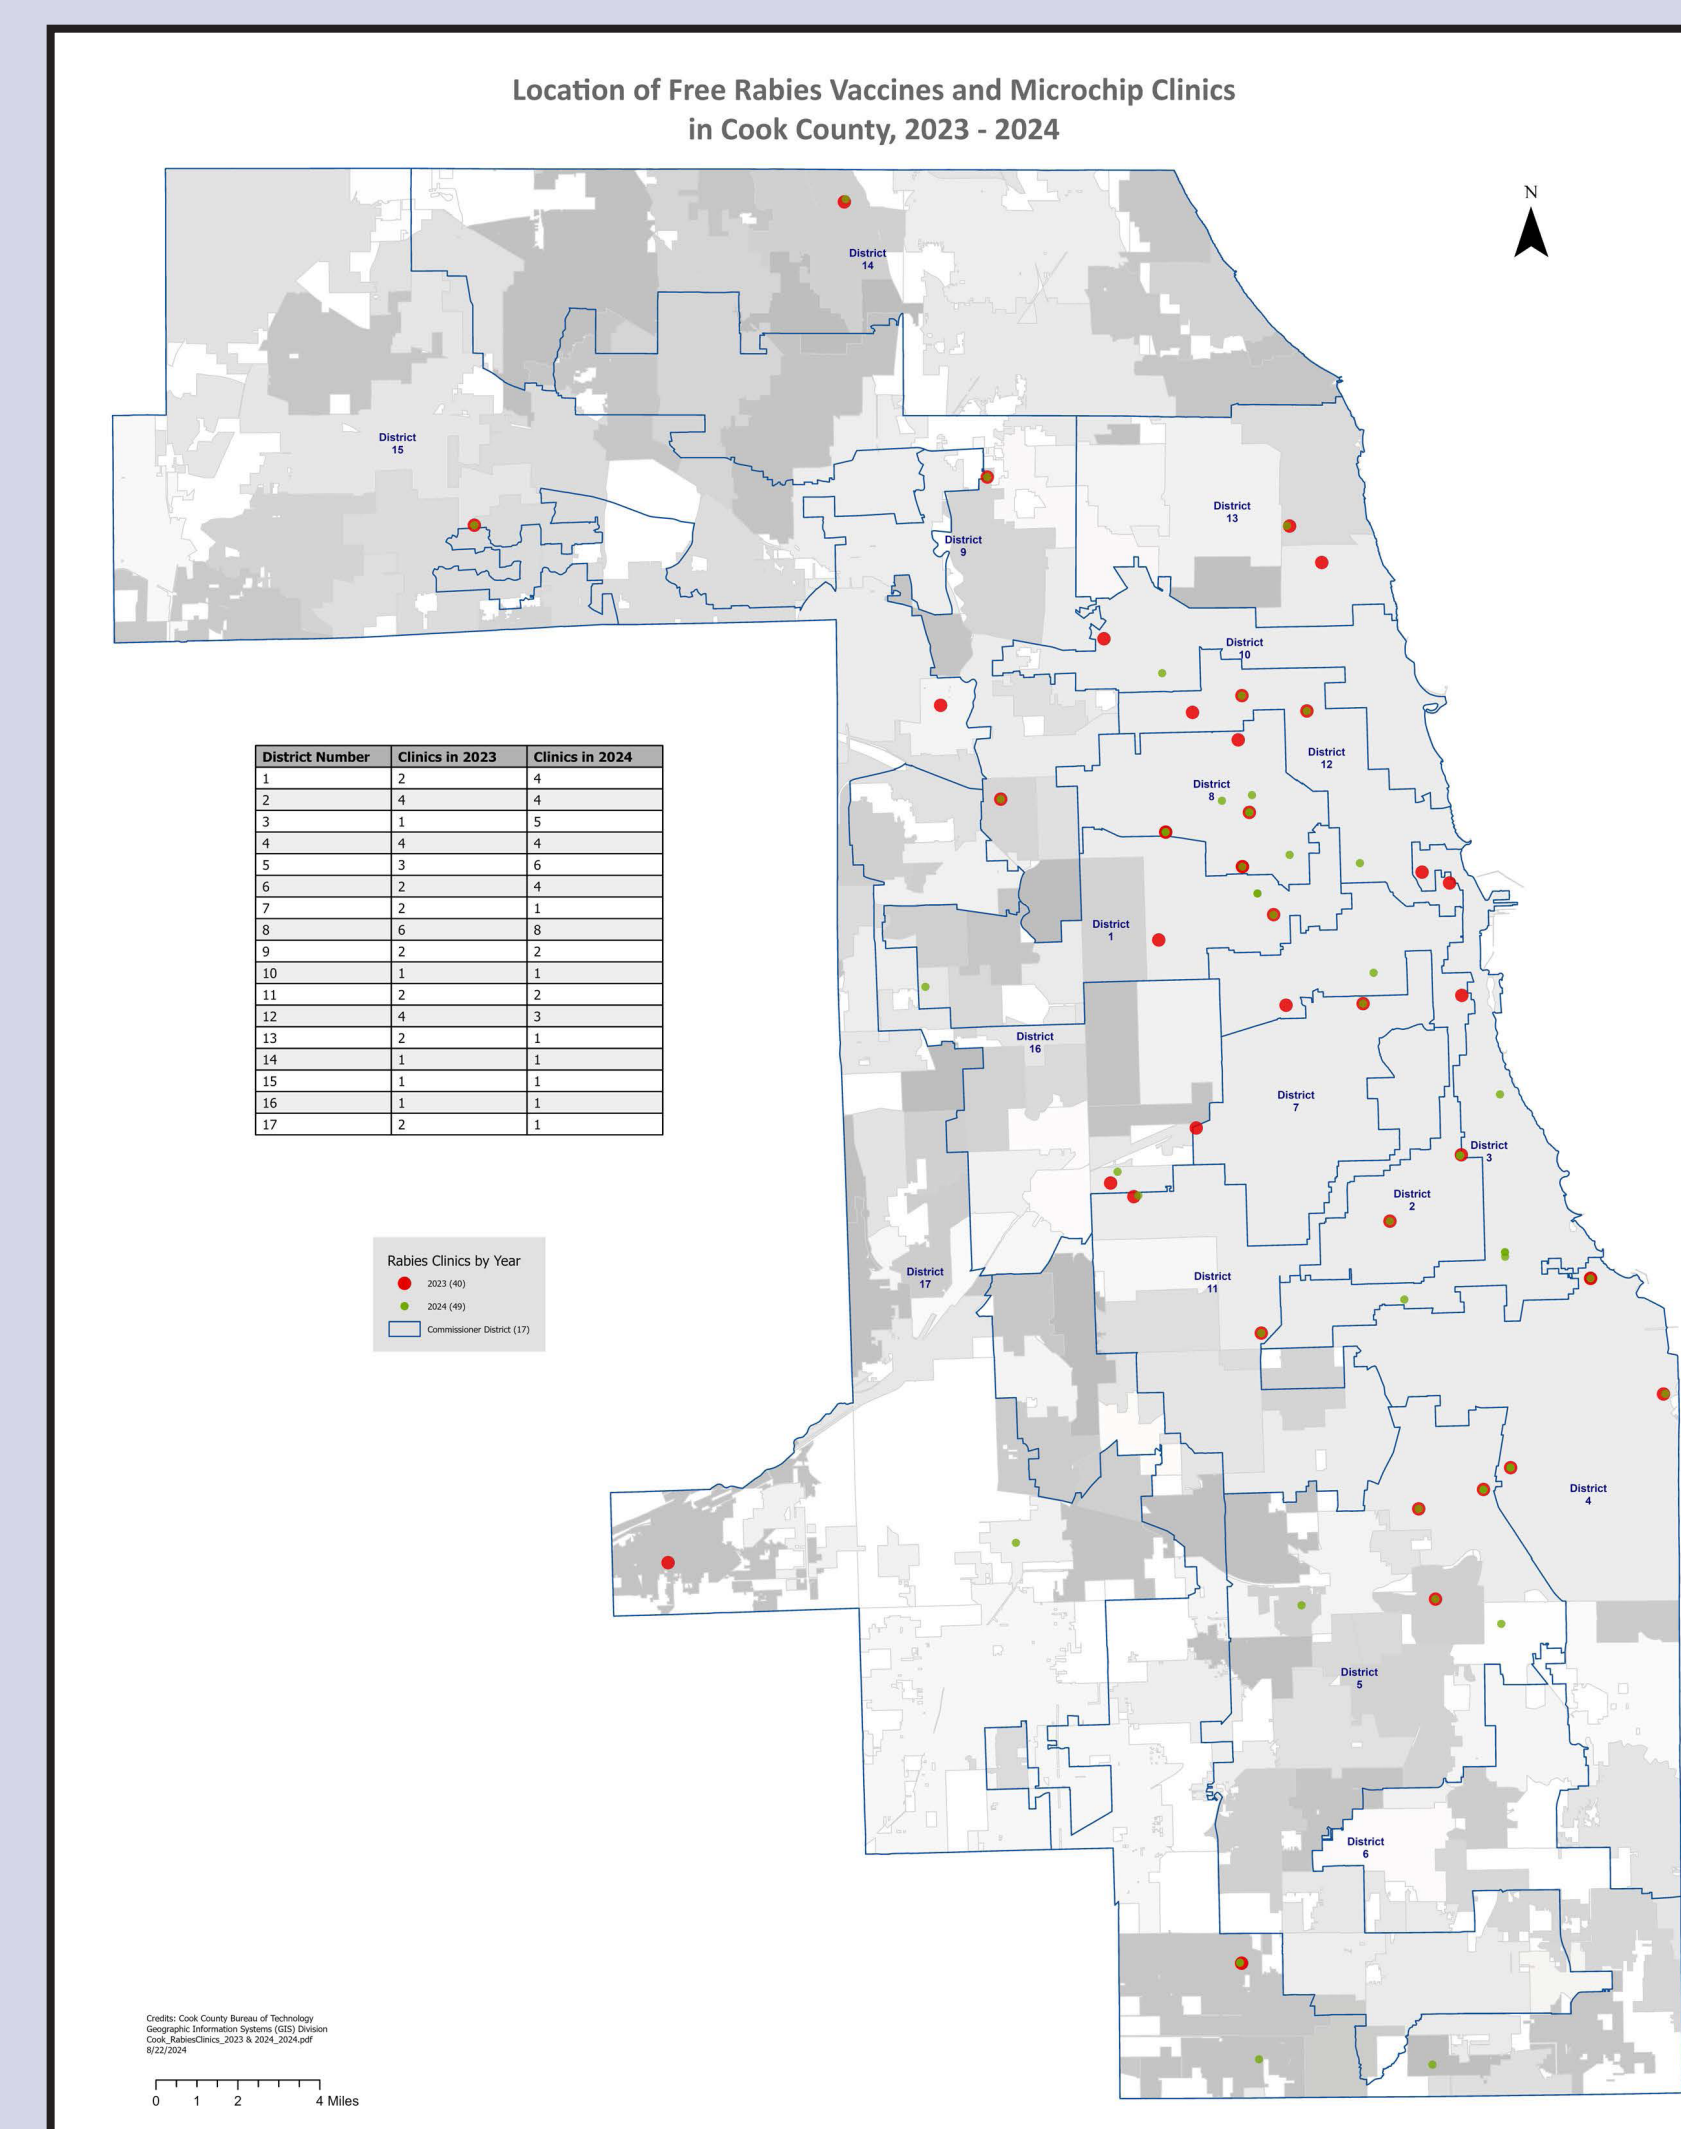 Location of Free Rabies Vaccines and Microchip Clinics
in Cook County, 2023 - 2024
N
District
14
District
15
District
13
District
9
District
10
District
12
District
8
District
1
District
16
District
7
District
3
District
2
District
17
District
11
District
4
District
5
District
6
District Number Clinics in 2023 Clinics in 2024
1 2 4
2 4 4
3 1 5
4 4 4
5 3 6
6 2 4
7 2 1
8 6 8
9 2 2
10 1 1
11 2 2
12 4 3
13 2 1
14 1 1
15 1 1
16 1 1
17 2 1
Rabies Clinics by Year
2023 (40)
2024 (49)
Commissioner District (17)
Credits: Cook County Bureau of Technology
Geographic Information Systems (GIS) Division
Cook_RabiesClinics_2023 & 2024_2024.pdf
8/22/2024
0 1 2 4 Miles